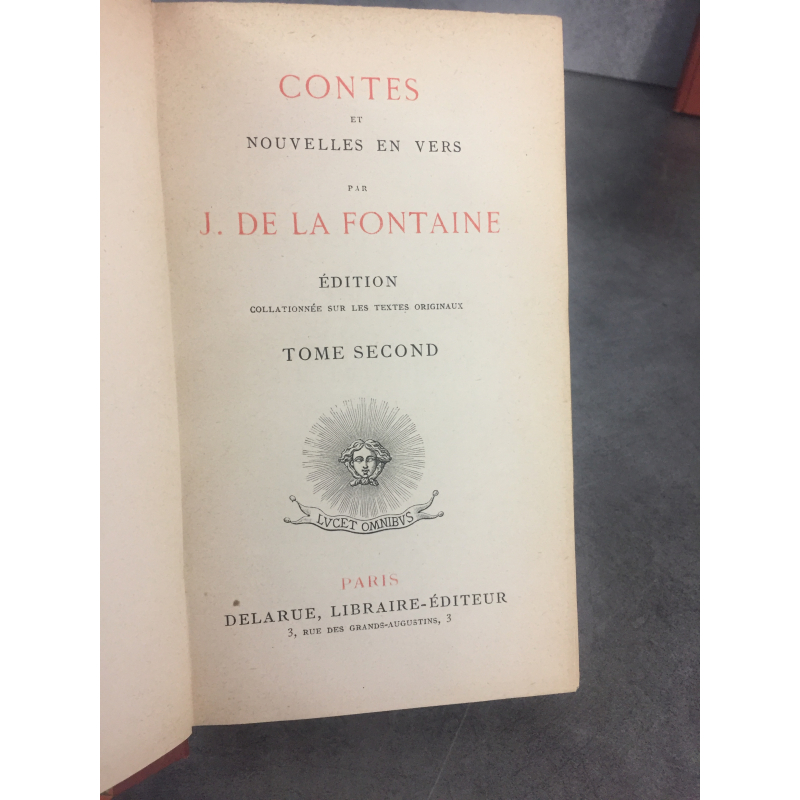 CONTES
ET
NOUVELLES EN VERS
PAR
J. DE LA FONTAINE
ÉDITION
COLLATIONNÉE SUR LES TEXTES ORIGINAUX
TOME SECOND
LVCET OMNIBVS
PARIS
DELARUE, LIBRAIRE-ÉDITEUR
3, RUE DES GRANDS-AUGUSTINS, 3